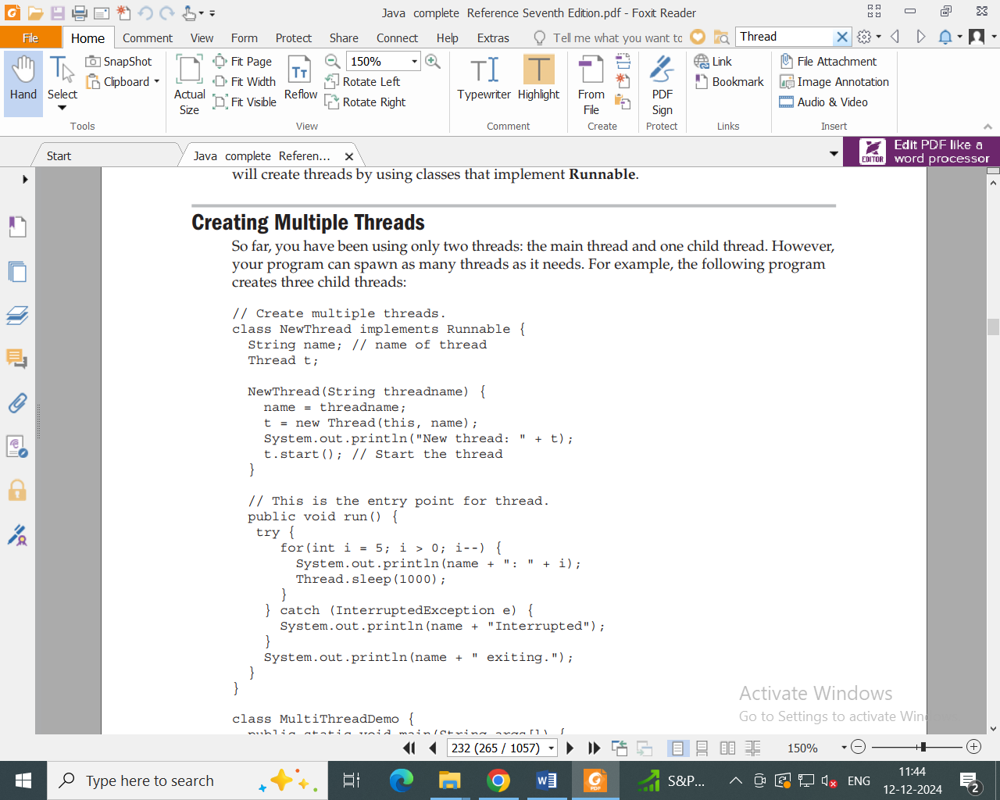 Java complete Reference Seventh Edition.pdf - Foxit Reader
File Home Comment View Form Protect Share Connect Help Extras Tell me what you want to Thread
Hand
Select
SnapShot
Clipboard
Tools
Actual Size
Fit Page
Fit Width
Fit Visible
Reflow
150%
Rotate Left
Rotate Right
View
Typewriter
Highlight
Comment
From File
Create
PDF Sign
Protect
Link
Bookmark
Links
File Attachment
Image Annotation
Audio & Video
Insert
Start
Java complete Referen...
EDITOR
Edit PDF like a
word processor
will create threads by using classes that implement Runnable.
Creating Multiple Threads
So far, you have been using only two threads: the main thread and one child thread. However,
your program can spawn as many threads as it needs. For example, the following program
creates three child threads:
// Create multiple threads.
class NewThread implements Runnable {
String name; // name of thread
Thread t;
NewThread(String threadname) {
name = threadname;
t = new Thread(this, name);
System.out.println("New thread: " + t);
t.start(); // Start the thread
}
// This is the entry point for thread.
public void run() {
try {
for(int i = 5; i > 0; i--) {
System.out.println(name + ": " + i);
Thread.sleep(1000);
}
} catch (InterruptedException e) {
System.out.println(name + "Interrupted");
}
System.out.println(name + " exiting.");
}
}
class MultiThreadDemo {
public static void main(String args[]) {
Activate Windows
Go to Settings to activate Windows
232 (265 / 1057)
150%
Type here to search
S&P...
ENG
11:44
12-12-2024
2